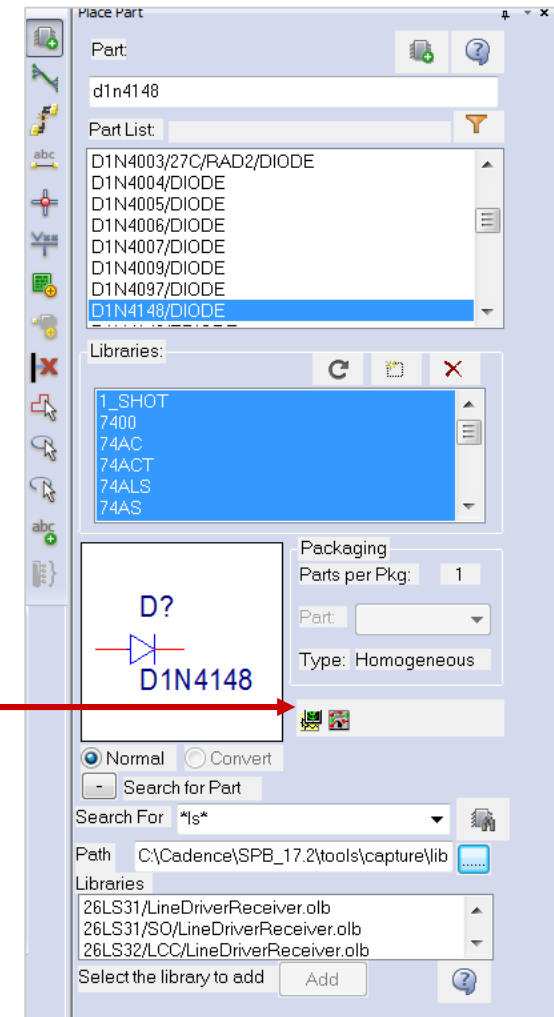 Place Part
Part:
d1n4148
Part List:
D1N4003/27C/RAD2/DIODE
D1N4004/DIODE
D1N4005/DIODE
D1N4006/DIODE
D1N4007/DIODE
D1N4009/DIODE
D1N4097/DIODE
D1N4148/DIODE
Libraries:
1_SHOT
7400
74AC
74ACT
74ALS
74AS
Packaging
Parts per Pkg: 1
Part:
Type: Homogeneous
D?
D1N4148
Normal Convert
- Search for Part
Search For *ls*
Path C:\Cadence\SPB_17.2\tools\capture\lib ......
Libraries
26LS31/LineDriverReceiver.olb
26LS31/SO/LineDriverReceiver.olb
26LS32/LCC/LineDriverReceiver.olb
Select the library to add Add
abc
abc